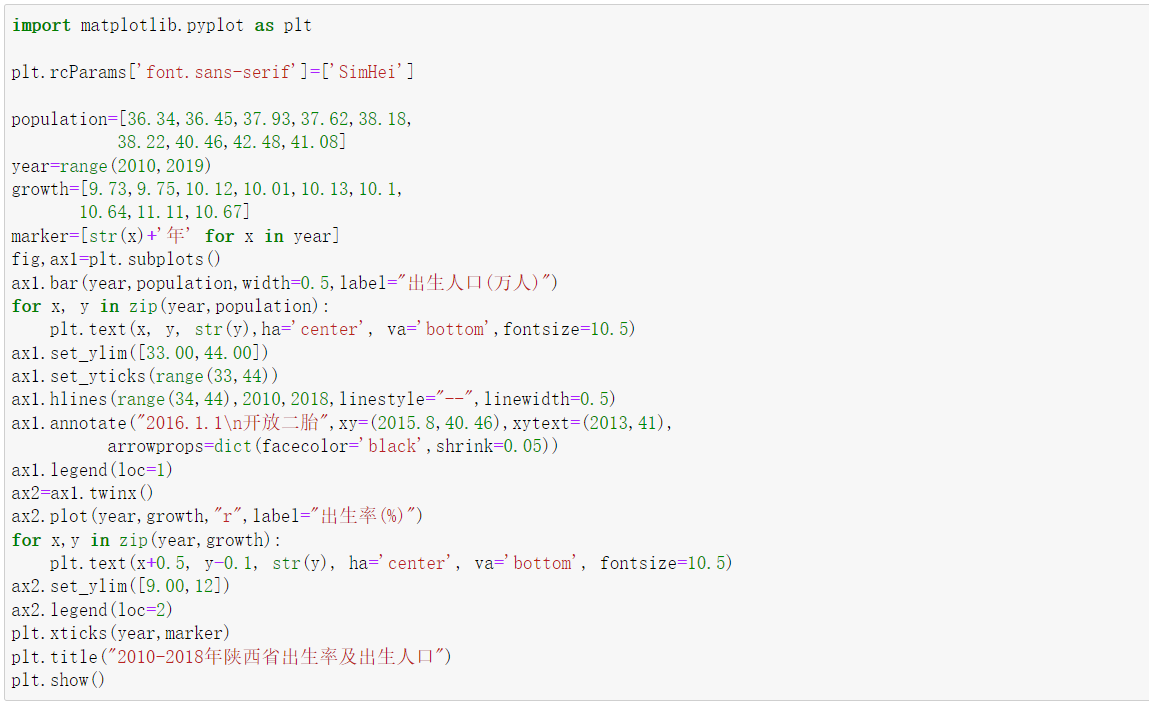 import matplotlib.pyplot as plt

plt.rcParams['font.sans-serif']=['SimHei']

population=[36.34,36.45,37.93,37.62,38.18,
           38.22,40.46,42.48,41.08]
year=range(2010,2019)
growth=[9.73,9.75,10.12,10.01,10.13,10.1,
       10.64,11.11,10.67]
marker=[str(x)+'年' for x in year]
fig,ax1=plt.subplots()
ax1.bar(year,population,width=0.5,label="出生人口(万人)")
for x, y in zip(year,population):
    plt.text(x, y, str(y),ha='center', va='bottom',fontsize=10.5)
ax1.set_ylim([33.00,44.00])
ax1.set_yticks(range(33,44))
ax1.hlines(range(34,44),2010,2018,linestyle="--",linewidth=0.5)
ax1.annotate("2016.1.1\n开放二胎",xy=(2015.8,40.46),xytext=(2013,41),
          arrowprops=dict(facecolor='black',shrink=0.05))
ax1.legend(loc=1)
ax2=ax1.twinx()
ax2.plot(year,growth,"r",label="出生率(%)")
for x,y in zip(year,growth):
    plt.text(x+0.5, y-0.1, str(y), ha='center', va='bottom', fontsize=10.5)
ax2.set_ylim([9.00,12])
ax2.legend(loc=2)
plt.xticks(year,marker)
plt.title("2010-2018年陕西省出生率及出生人口")
plt.show()